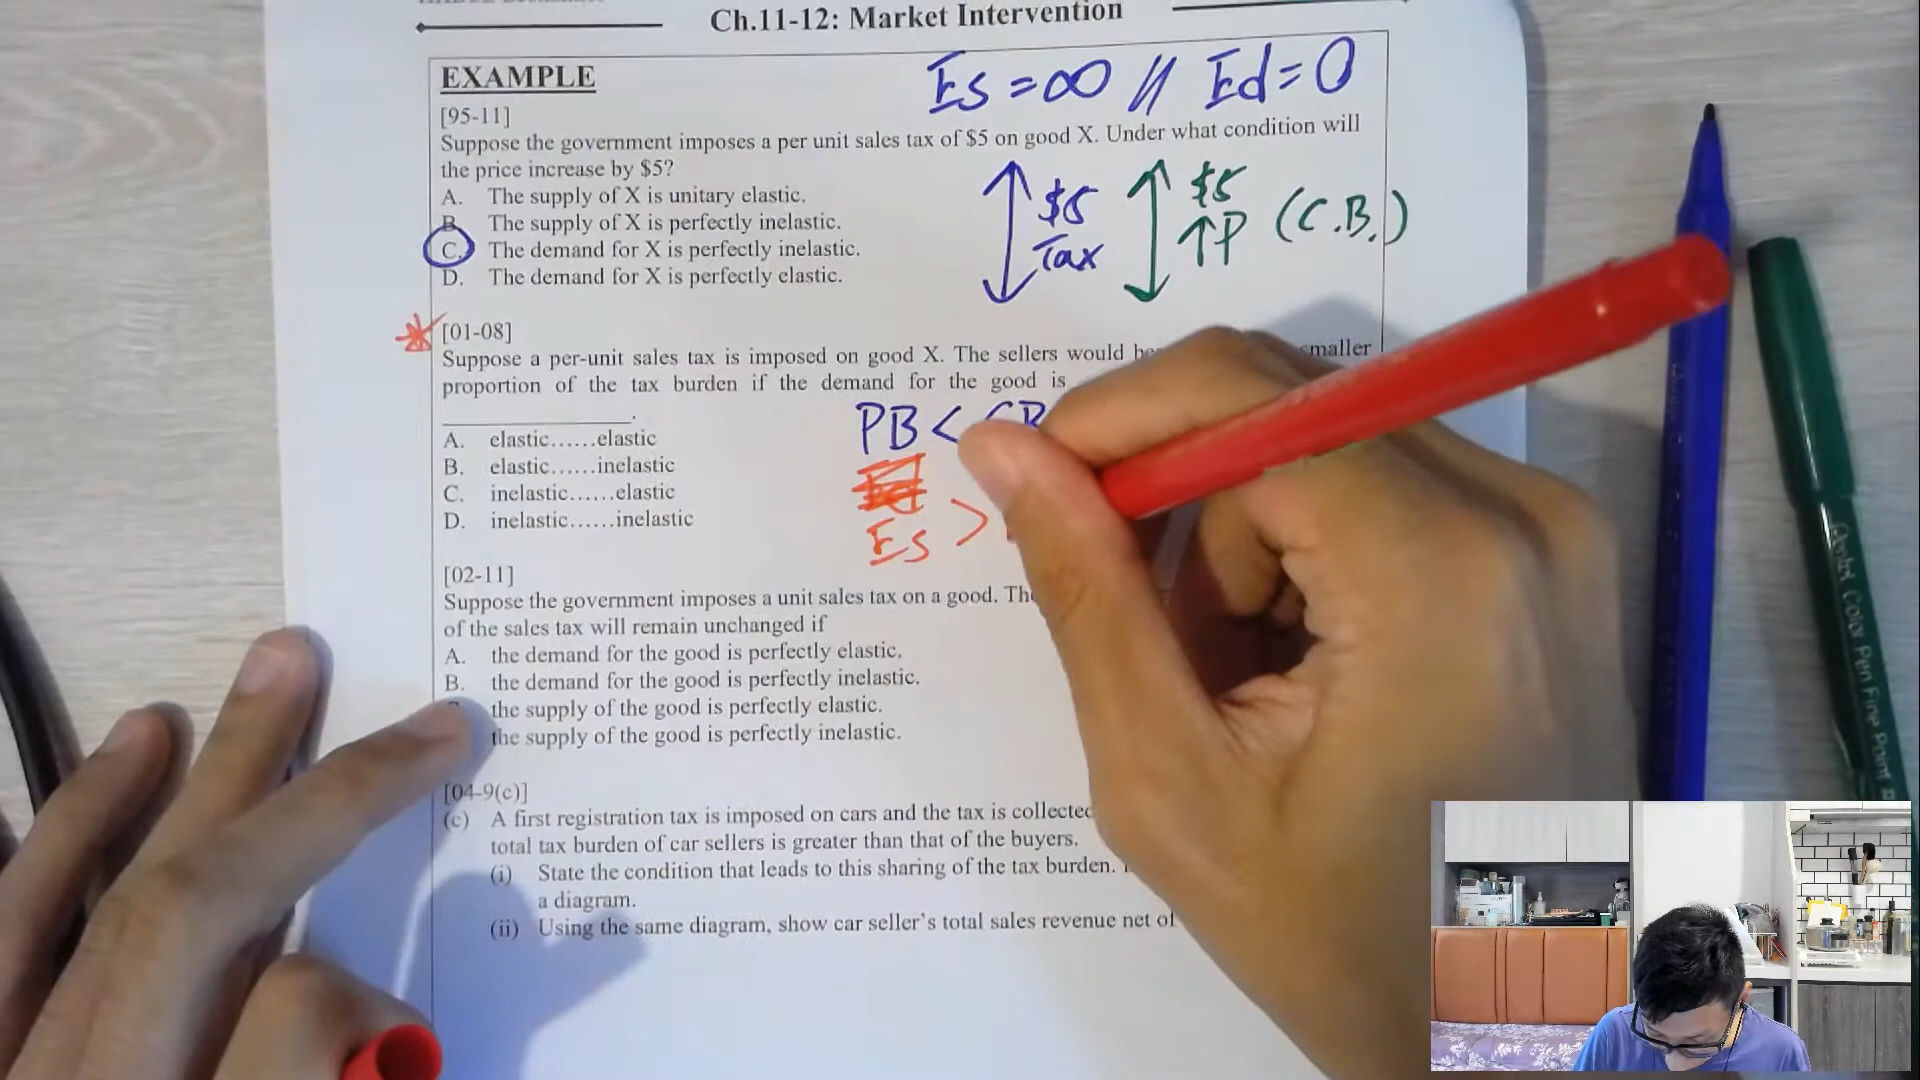 Ch.11-12: Market Intervention
EXAMPLE
Es = ∞ // Ed = 0
[95-11]
Suppose the government imposes a per unit sales tax of $5 on good X. Under what condition will
the price increase by $5?
A. The supply of X is unitary elastic.
B. The supply of X is perfectly inelastic.
C. The demand for X is perfectly inelastic.
D. The demand for X is perfectly elastic.
$5
Tax
$5
↑P (C.B.)
[01-08]
Suppose a per-unit sales tax is imposed on good X. The sellers would
proportion of the tax burden if the demand for the good is
.
PB <
Es >
A. elastic......elastic
B. elastic......inelastic
C. inelastic......elastic
D. inelastic......inelastic
[02-11]
Suppose the government imposes a unit sales tax on a good.
of the sales tax will remain unchanged if
A. the demand for the good is perfectly elastic.
B. the demand for the good is perfectly inelastic.
the supply of the good is perfectly elastic.
the supply of the good is perfectly inelastic.
[04-9(c)]
(c) A first registration tax is imposed on cars and the tax is collected
total tax burden of car sellers is greater than that of the buyers.
(i) State the condition that leads to this sharing of the tax burden.
a diagram.
(ii) Using the same diagram, show car seller's total sales revenue net of
Pentel Color Pen Fine Point